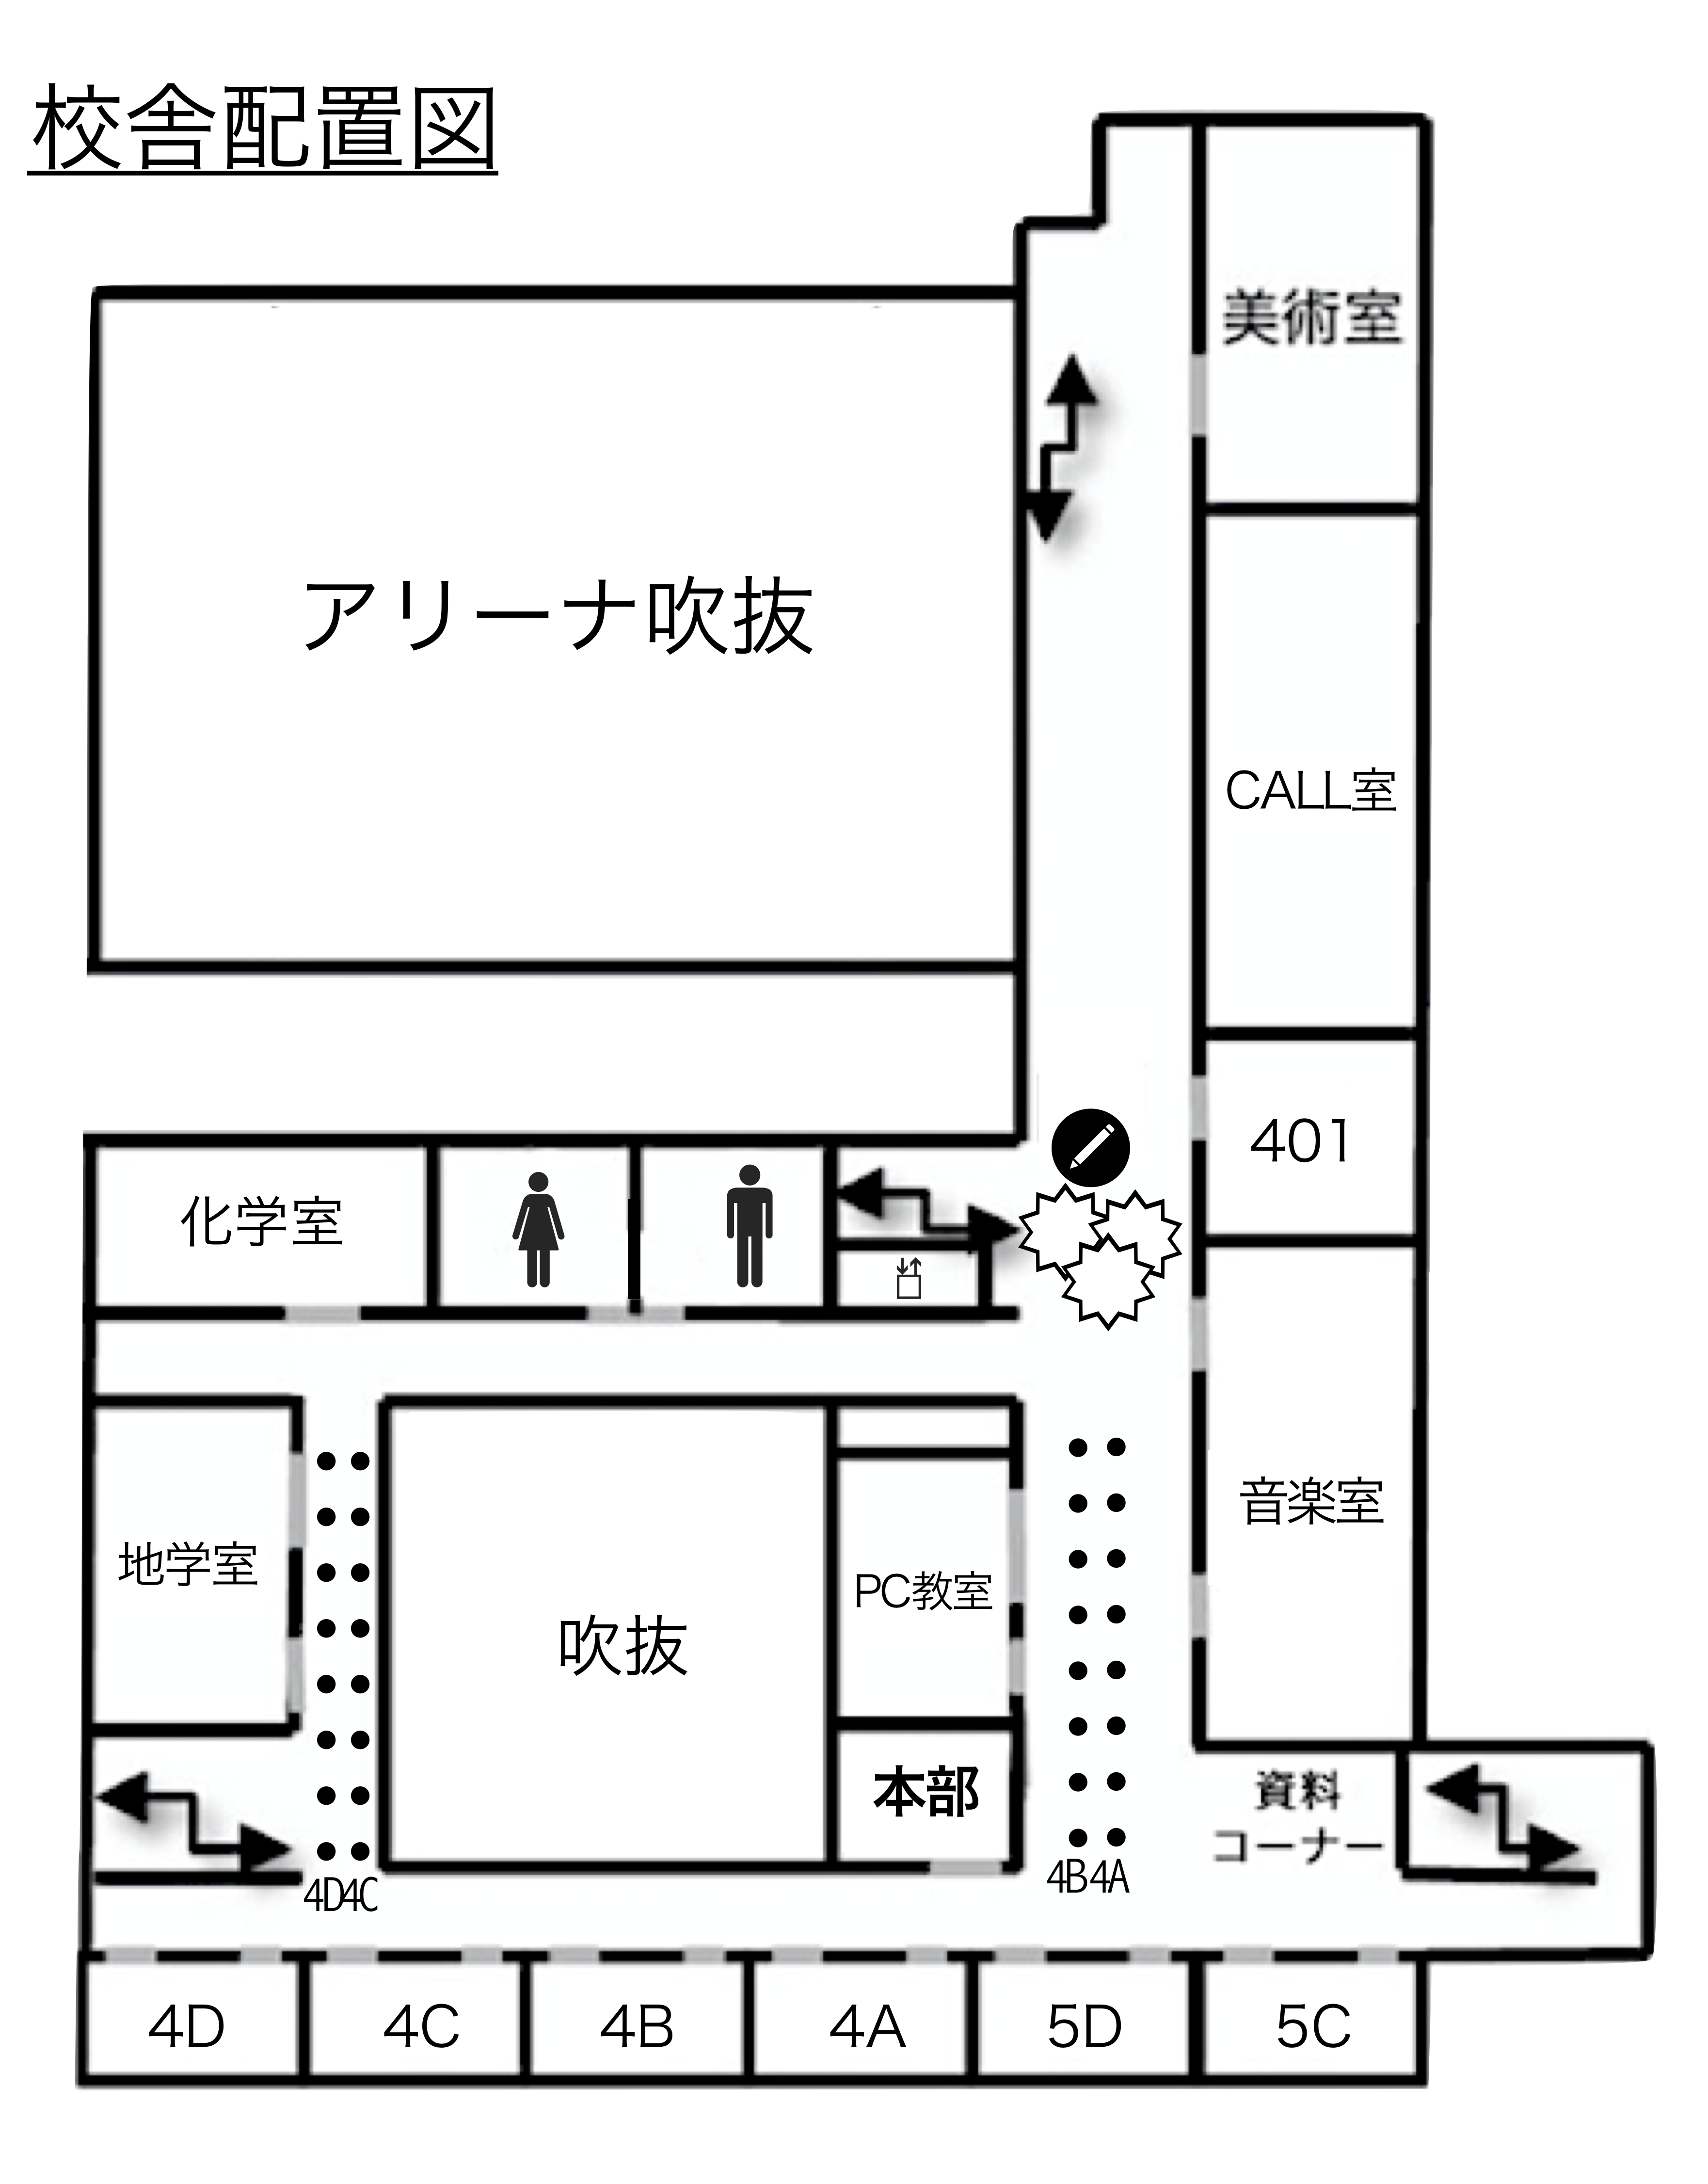 校舎配置図
美術室
アリーナ吹抜
CALL室
401
化学室
音楽室
地学室
PC教室
吹抜
本部
資料
コーナー
4D4C
4B4A
4D
4C
4B
4A
5D
5C